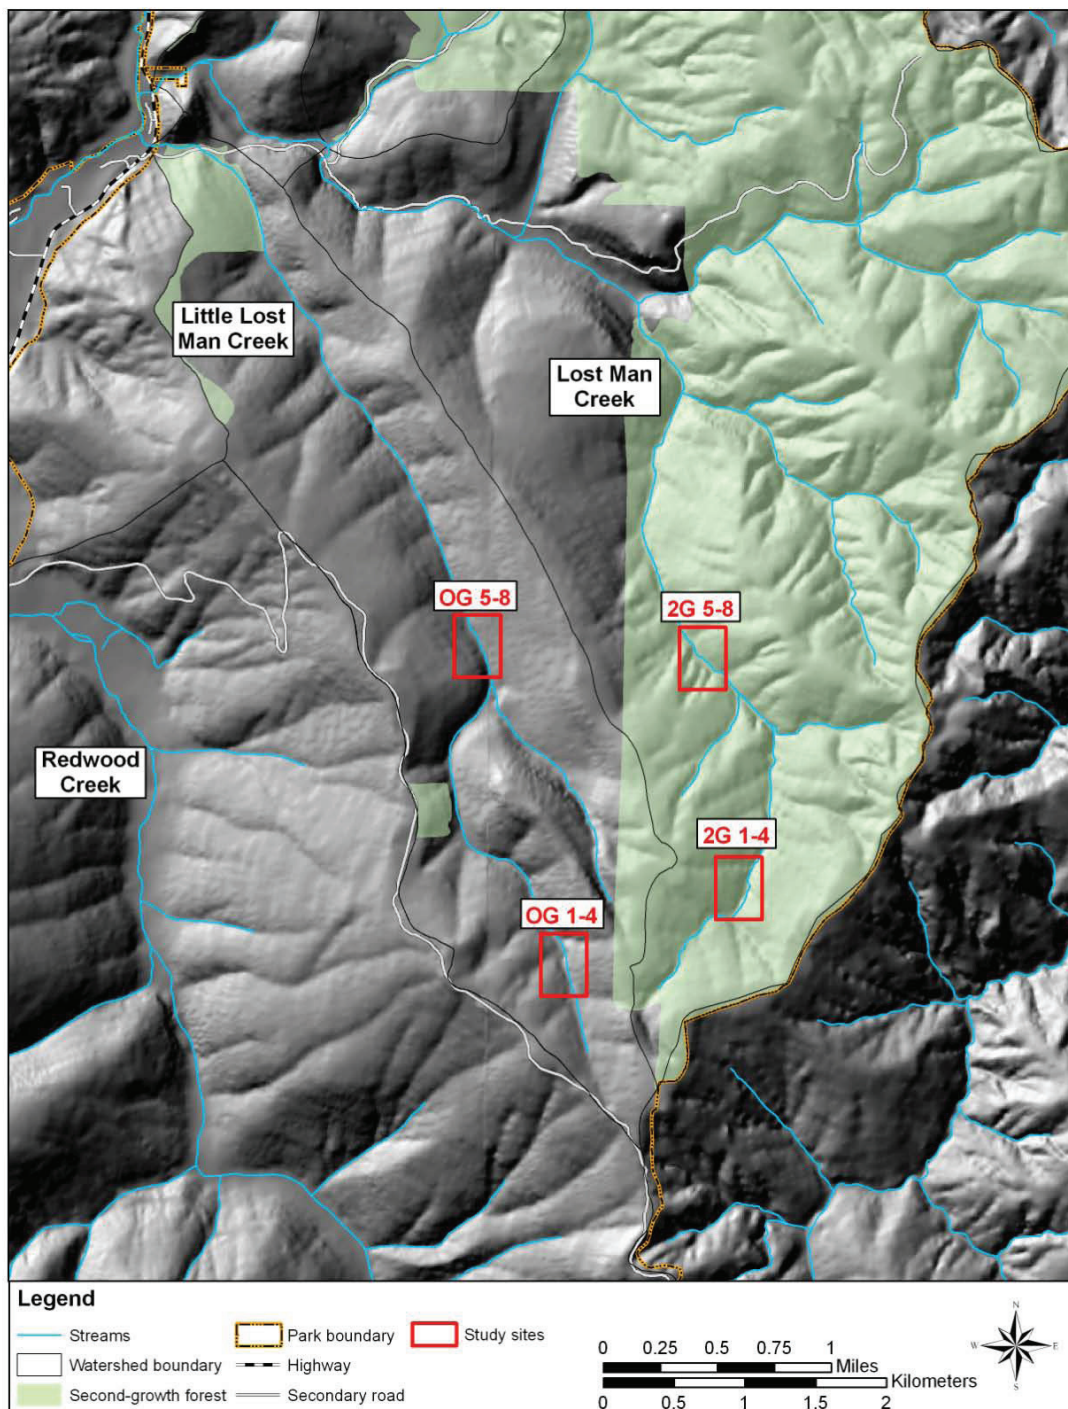 Little Lost
Man Creek
Lost Man
Creek
OG 5-8
2G 5-8
Redwood
Creek
2G 1-4
OG 1-4
Legend
Streams
Park boundary
Study sites
Watershed boundary
Highway
Second-growth forest
Secondary road
0 0.25 0.5 0.75 1
Miles
Kilometers
0 0.5 1 1.5 2
N
W E
S